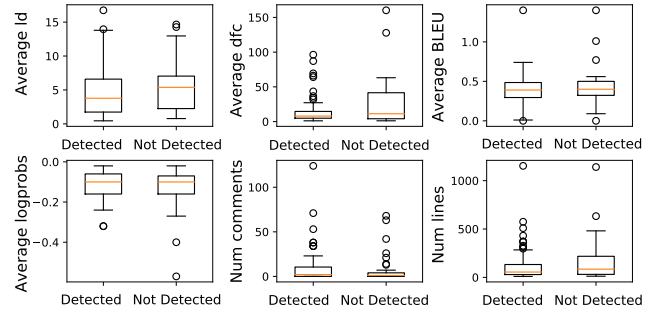 Average ld
15
10
5
0
Detected Not Detected
Average dfc
150
100
50
0
Detected Not Detected
Average BLEU
1.0
0.5
0.0
Detected Not Detected
Average logprobs
0.0
−0.2
−0.4
Detected Not Detected
Num comments
100
50
0
Detected Not Detected
Num lines
1000
500
0
Detected Not Detected